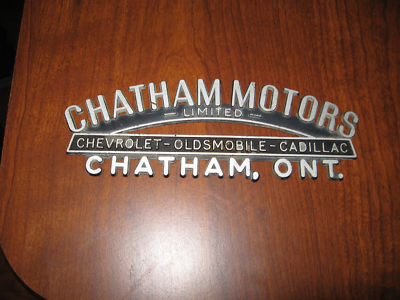 CHATHAM MOTORS
— LIMITED —
CHEVROLET-OLDSMOBILE-CADILLAC
CHATHAM, ONT.